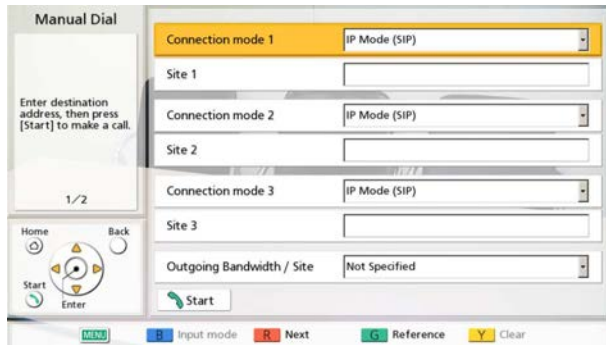 Manual Dial
Enter destination
address, then press
[Start] to make a call.
1/2
Home
Back
Start
Enter
Connection mode 1
IP Mode (SIP)
Site 1
Connection mode 2
IP Mode (SIP)
Site 2
Connection mode 3
IP Mode (SIP)
Site 3
Outgoing Bandwidth / Site
Not Specified
Start
MENU
B Input mode
R Next
G Reference
Y Clear